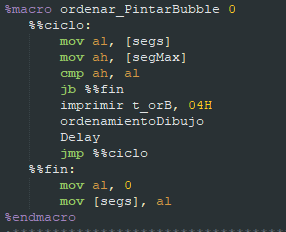 %macro ordenar_PintarBubble 0
%%ciclo:
mov al, [segs]
mov ah, [segMax]
cmp ah, al
jb %%fin
imprimir t_orB, 04H
ordenamientoDibujo
Delay
jmp %%ciclo
%%fin:
mov al, 0
mov [segs], al
%endmacro